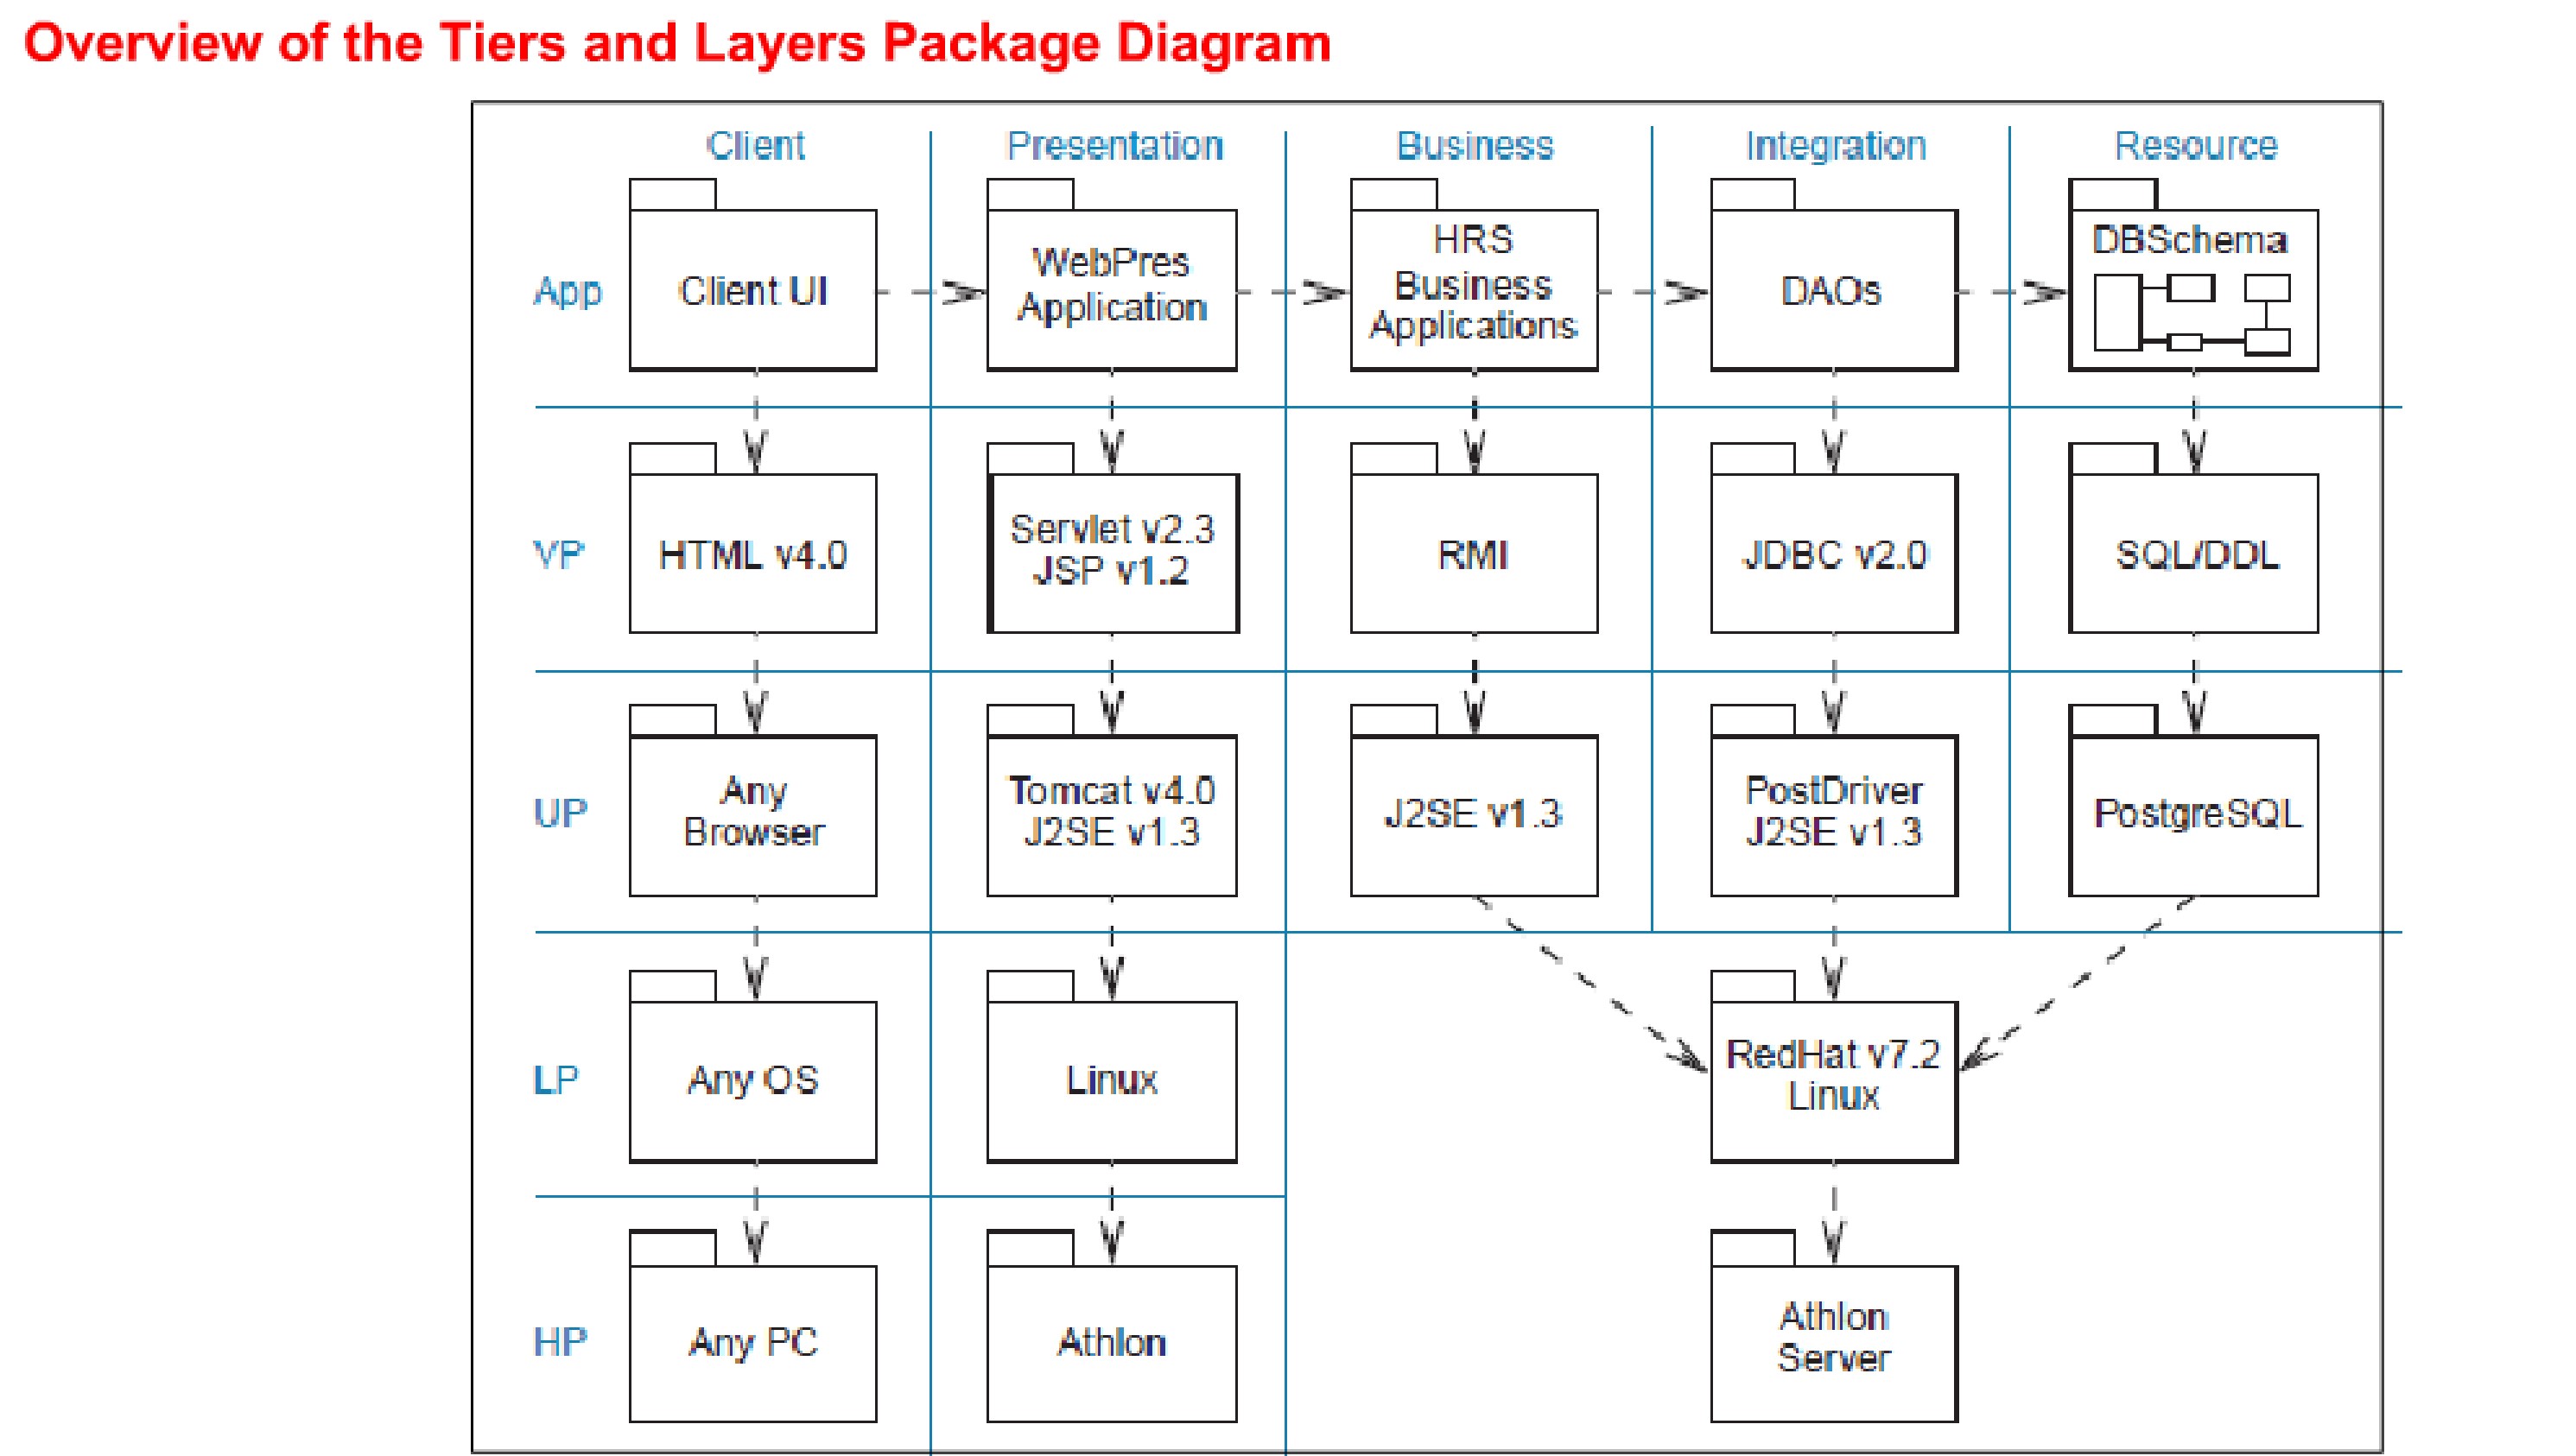 Overview of the Tiers and Layers Package Diagram
Client
Presentation
Business
Integration
Resource
App
Client UI
WebPres
Application
HRS
Business
Applications
DAOs
DBSchema
VP
HTML v4.0
Servlet v2.3
JSP v1.2
RMI
JDBC v2.0
SQL/DDL
UP
Any
Browser
Tomcat v4.0
J2SE v1.3
J2SE v1.3
PostDriver
J2SE v1.3
PostgreSQL
LP
Any OS
Linux
RedHat v7.2
Linux
HP
Any PC
Athlon
Athlon
Server